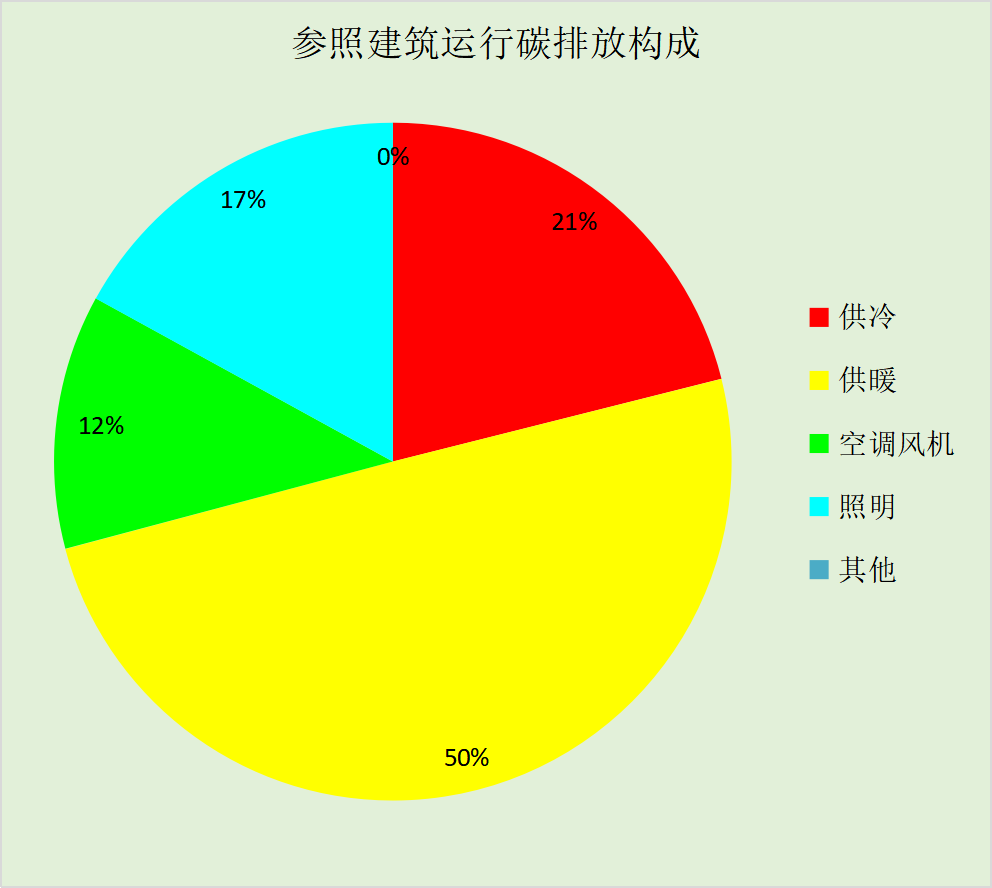 参照建筑运行碳排放构成
0%
17%
21%
供冷
供暖
12%
空调风机
照明
其他
50%